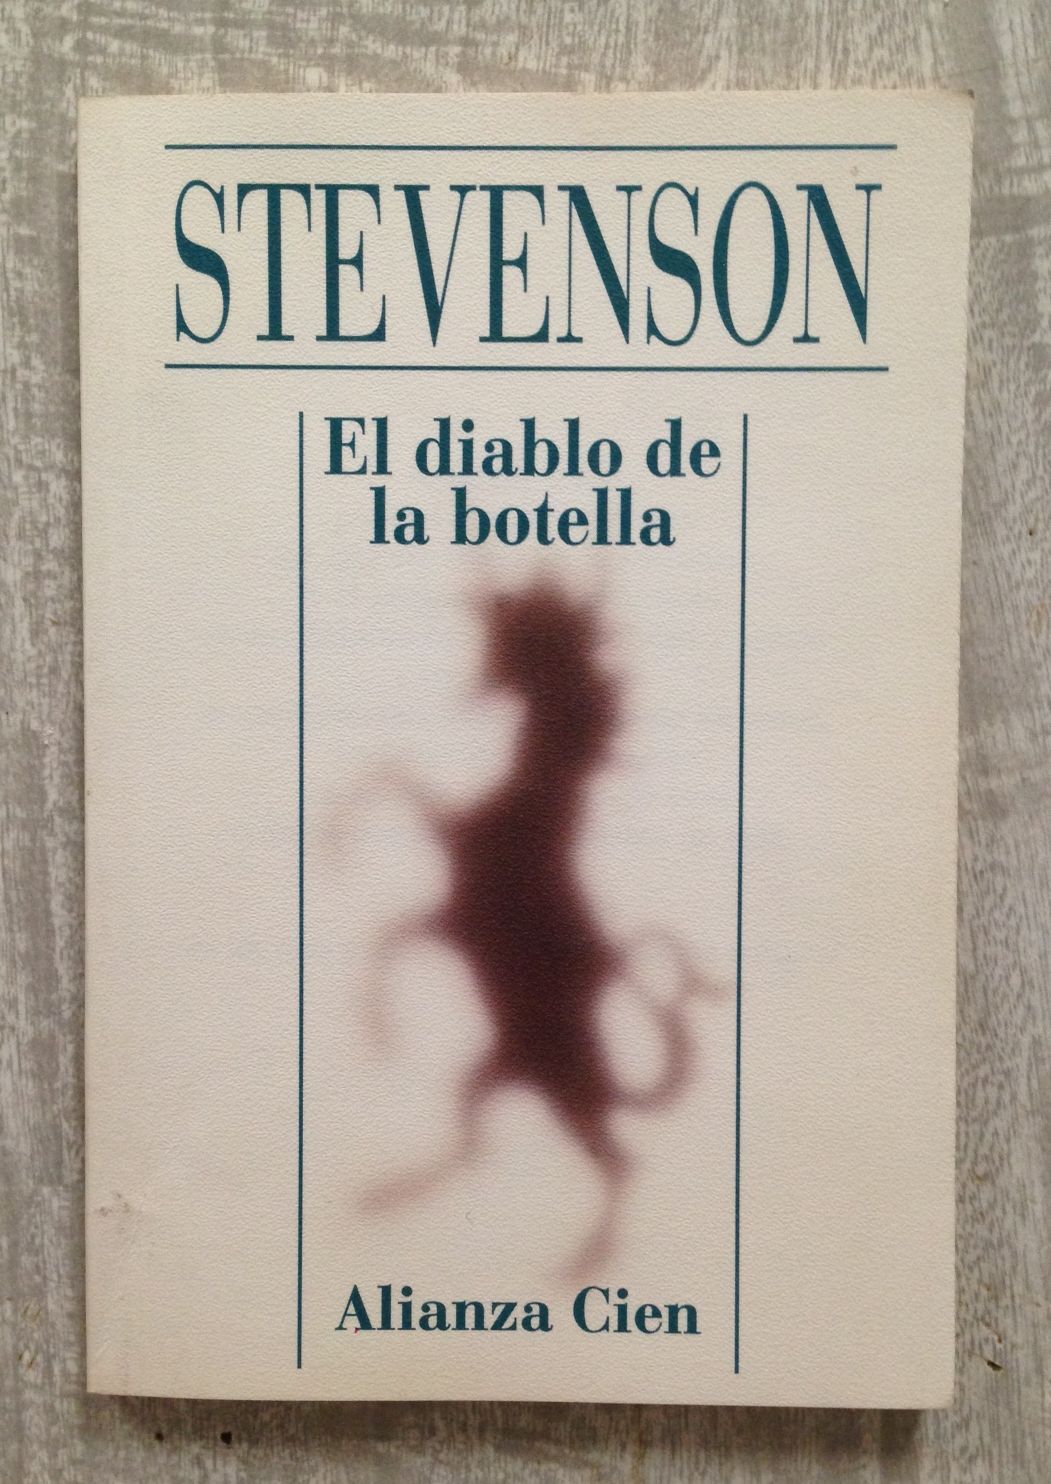 STEVENSON
El diablo de
la botella
Alianza Cien